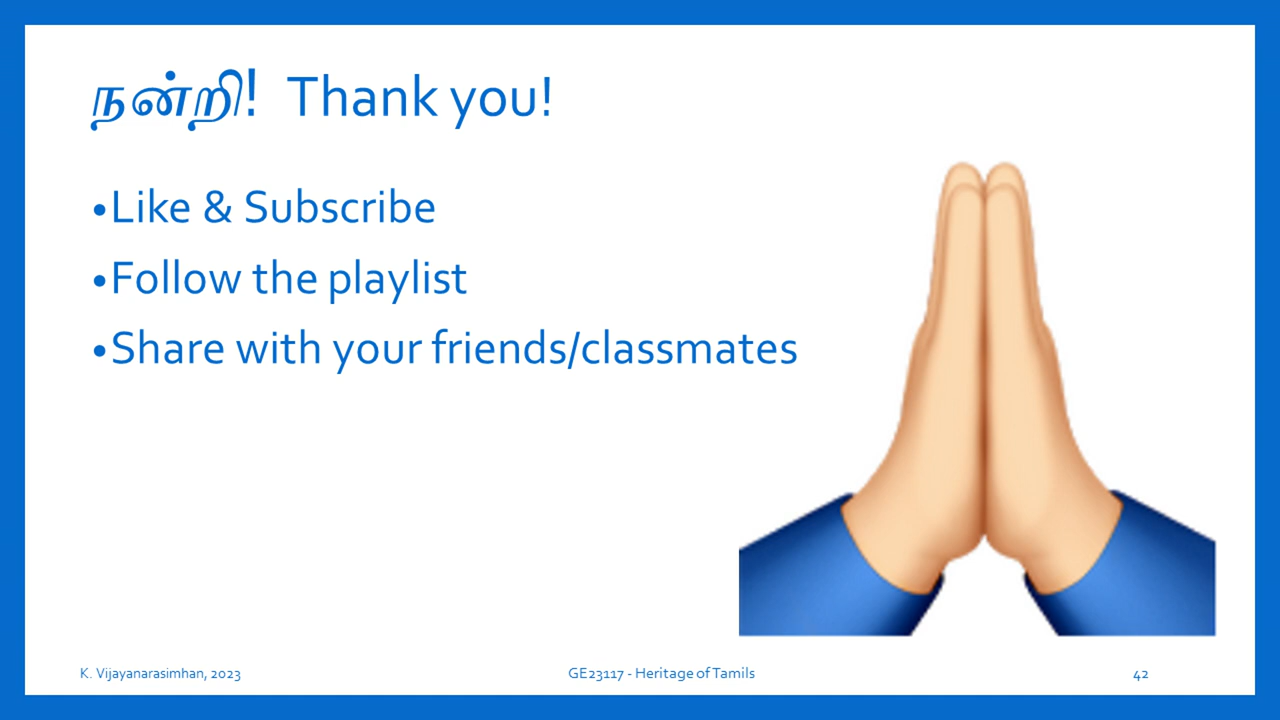 நன்றி! Thank you!
•Like & Subscribe
•Follow the playlist
•Share with your friends/classmates
K. Vijayanarasimhan, 2023
GE23117 - Heritage of Tamils
42